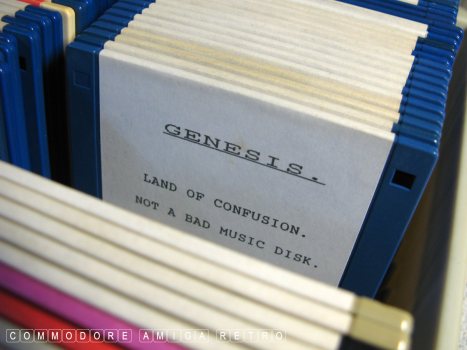 GENESIS.
LAND OF CONFUSION.
NOT A BAD MUSIC DISK.
COMMODORE AMIGA RETRO